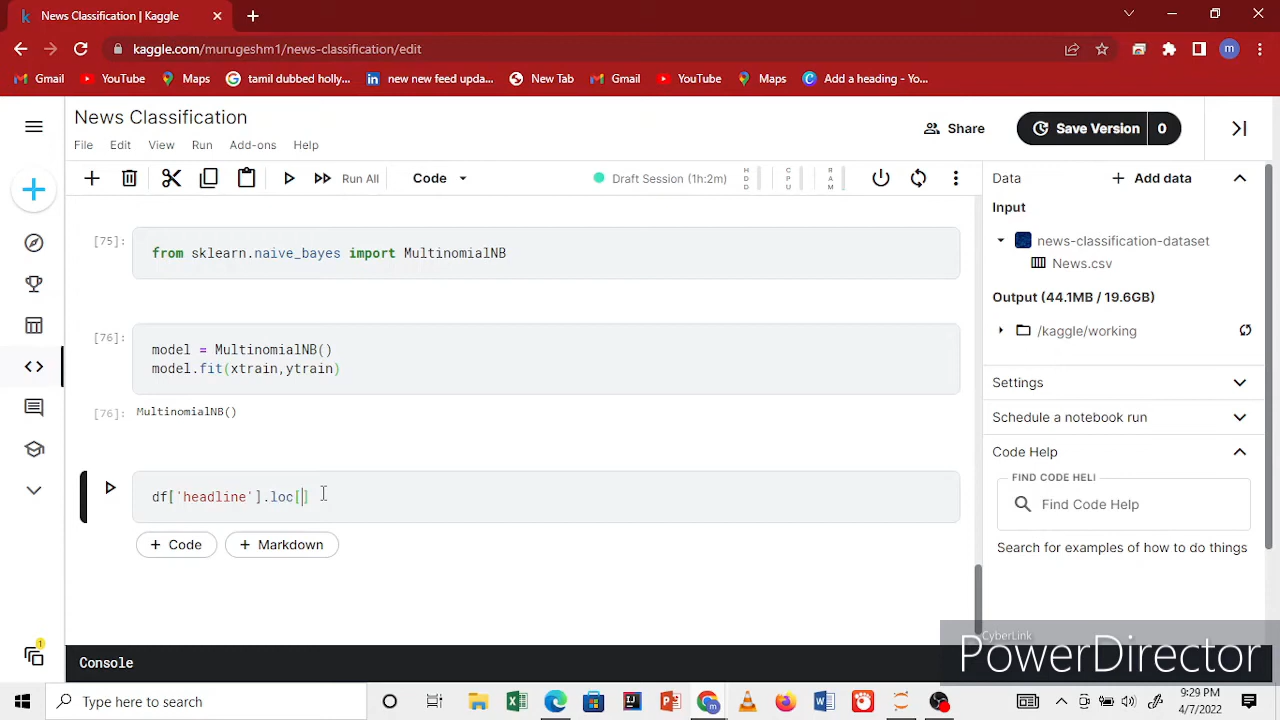 News Classification | Kaggle
kaggle.com/murugeshm1/news-classification/edit
m
Gmail
YouTube
Maps
tamil dubbed holly...
new new feed upda...
New Tab
Gmail
YouTube
Maps
Add a heading - Yo...
News Classification
File Edit View Run Add-ons Help
Share
Save Version 0
Run All
Code
Draft Session (1h:2m)
HDD
CPU
RAM
[75]:
from sklearn.naive_bayes import MultinomialNB
[76]:
model = MultinomialNB()
model.fit(xtrain,ytrain)
[76]:
MultinomialNB()
df['headline'].loc[]
+ Code
+ Markdown
Console
Data
+ Add data
Input
news-classification-dataset
News.csv
Output (44.1MB / 19.6GB)
/kaggle/working
Settings
Schedule a notebook run
Code Help
FIND CODE HELI
Find Code Help
Search for examples of how to do things
1
CyberLink
PowerDirector
Type here to search
9:29 PM
4/7/2022